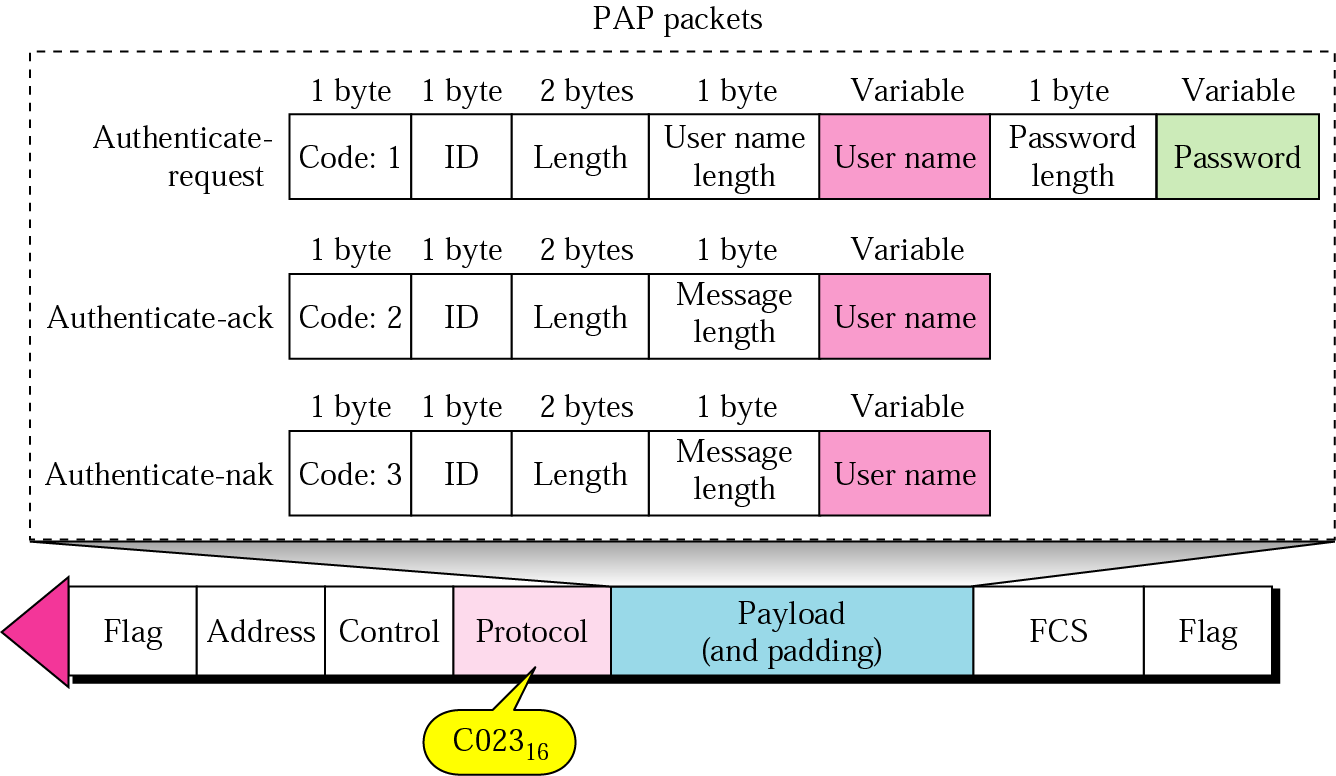 PAP packets
1 byte 1 byte 2 bytes 1 byte Variable 1 byte Variable
Authenticate-
request
Code: 1 ID Length User name
length User name Password
length Password
1 byte 1 byte 2 bytes 1 byte Variable
Authenticate-ack Code: 2 ID Length Message
length User name
1 byte 1 byte 2 bytes 1 byte Variable
Authenticate-nak Code: 3 ID Length Message
length User name
Flag Address Control Protocol Payload
(and padding) FCS Flag
C023₁₆